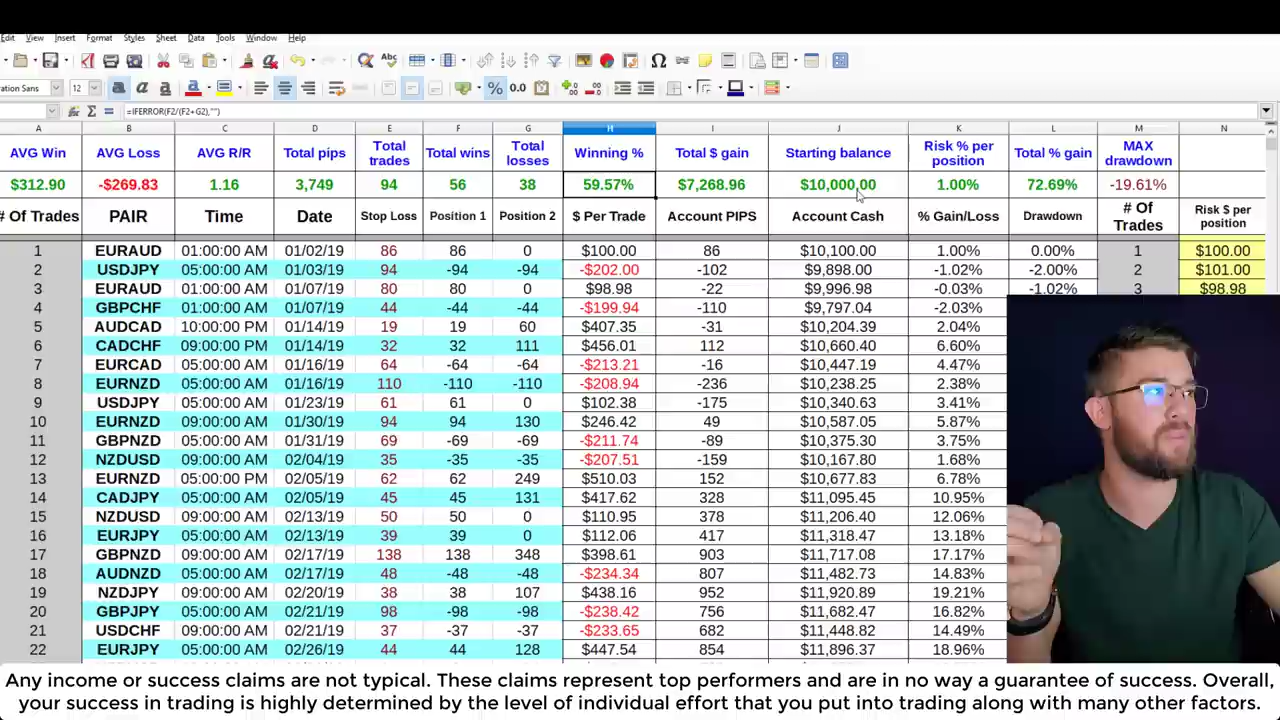 Edit View Insert Format Styles Sheet Data Tools Window Help
ration Sans 12 % 0.0
=IFERROR(F2/(F2+G2),"")
A B C D E F G H I J K L M N
AVG Win AVG Loss AVG R/R Total pips Total trades Total wins Total losses Winning % Total $ gain Starting balance Risk % per position Total % gain MAX drawdown
$312.90 -$269.83 1.16 3,749 94 56 38 59.57% $7,268.96 $10,000.00 1.00% 72.69% -19.61%
# Of Trades PAIR Time Date Stop Loss Position 1 Position 2 $ Per Trade Account PIPS Account Cash % Gain/Loss Drawdown # Of Trades Risk $ per position
1 EURAUD 01:00:00 AM 01/02/19 86 86 0 $100.00 86 $10,100.00 1.00% 0.00% 1 $100.00
2 USDJPY 05:00:00 AM 01/03/19 94 -94 -94 -$202.00 -102 $9,898.00 -1.02% -2.00% 2 $101.00
3 EURAUD 01:00:00 AM 01/07/19 80 80 0 $98.98 -22 $9,996.98 -0.03% -1.02% 3 $98.98
4 GBPCHF 01:00:00 AM 01/07/19 44 -44 -44 -$199.94 -110 $9,797.04 -2.03%
5 AUDCAD 10:00:00 PM 01/14/19 19 19 60 $407.35 -31 $10,204.39 2.04%
6 CADCHF 09:00:00 PM 01/14/19 32 32 111 $456.01 112 $10,660.40 6.60%
7 EURCAD 05:00:00 AM 01/16/19 64 -64 -64 -$213.21 -16 $10,447.19 4.47%
8 EURNZD 05:00:00 AM 01/16/19 110 -110 -110 -$208.94 -236 $10,238.25 2.38%
9 USDJPY 05:00:00 AM 01/23/19 61 61 0 $102.38 -175 $10,340.63 3.41%
10 EURNZD 09:00:00 AM 01/30/19 94 94 130 $246.42 49 $10,587.05 5.87%
11 GBPNZD 05:00:00 AM 01/31/19 69 -69 -69 -$211.74 -89 $10,375.30 3.75%
12 NZDUSD 09:00:00 AM 02/04/19 35 -35 -35 -$207.51 -159 $10,167.80 1.68%
13 EURNZD 05:00:00 PM 02/05/19 62 62 249 $510.03 152 $10,677.83 6.78%
14 CADJPY 09:00:00 AM 02/05/19 45 45 131 $417.62 328 $11,095.45 10.95%
15 NZDUSD 09:00:00 AM 02/13/19 50 50 0 $110.95 378 $11,206.40 12.06%
16 EURJPY 05:00:00 AM 02/13/19 39 39 0 $112.06 417 $11,318.47 13.18%
17 GBPNZD 09:00:00 AM 02/17/19 138 138 348 $398.61 903 $11,717.08 17.17%
18 AUDNZD 05:00:00 AM 02/17/19 48 -48 -48 -$234.34 807 $11,482.73 14.83%
19 NZDJPY 09:00:00 AM 02/20/19 38 38 107 $438.16 952 $11,920.89 19.21%
20 GBPJPY 05:00:00 AM 02/21/19 98 -98 -98 -$238.42 756 $11,682.47 16.82%
21 USDCHF 09:00:00 AM 02/21/19 37 -37 -37 -$233.65 682 $11,448.82 14.49%
22 EURJPY 05:00:00 AM 02/26/19 44 44 128 $447.54 854 $11,896.37 18.96%
Any income or success claims are not typical. These claims represent top performers and are in no way a guarantee of success. Overall,
your success in trading is highly determined by the level of individual effort that you put into trading along with many other factors.